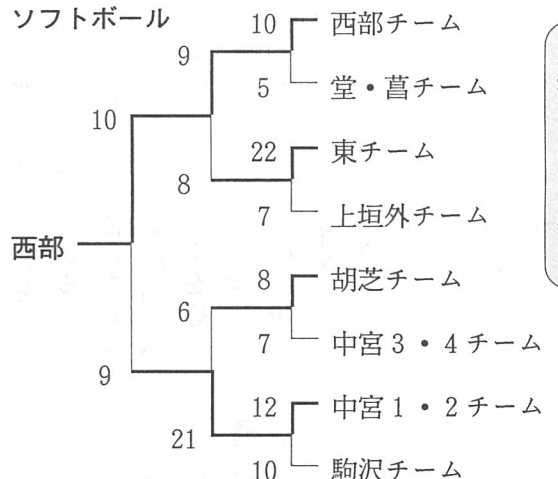 ソフトボール
10 西部チーム
9
5 堂・菖チーム
10
22 東チーム
8
7 上垣外チーム
西部
8 胡芝チーム
6
7 中宮3・4チーム
9
12 中宮1・2チーム
21
10 駒沢チーム